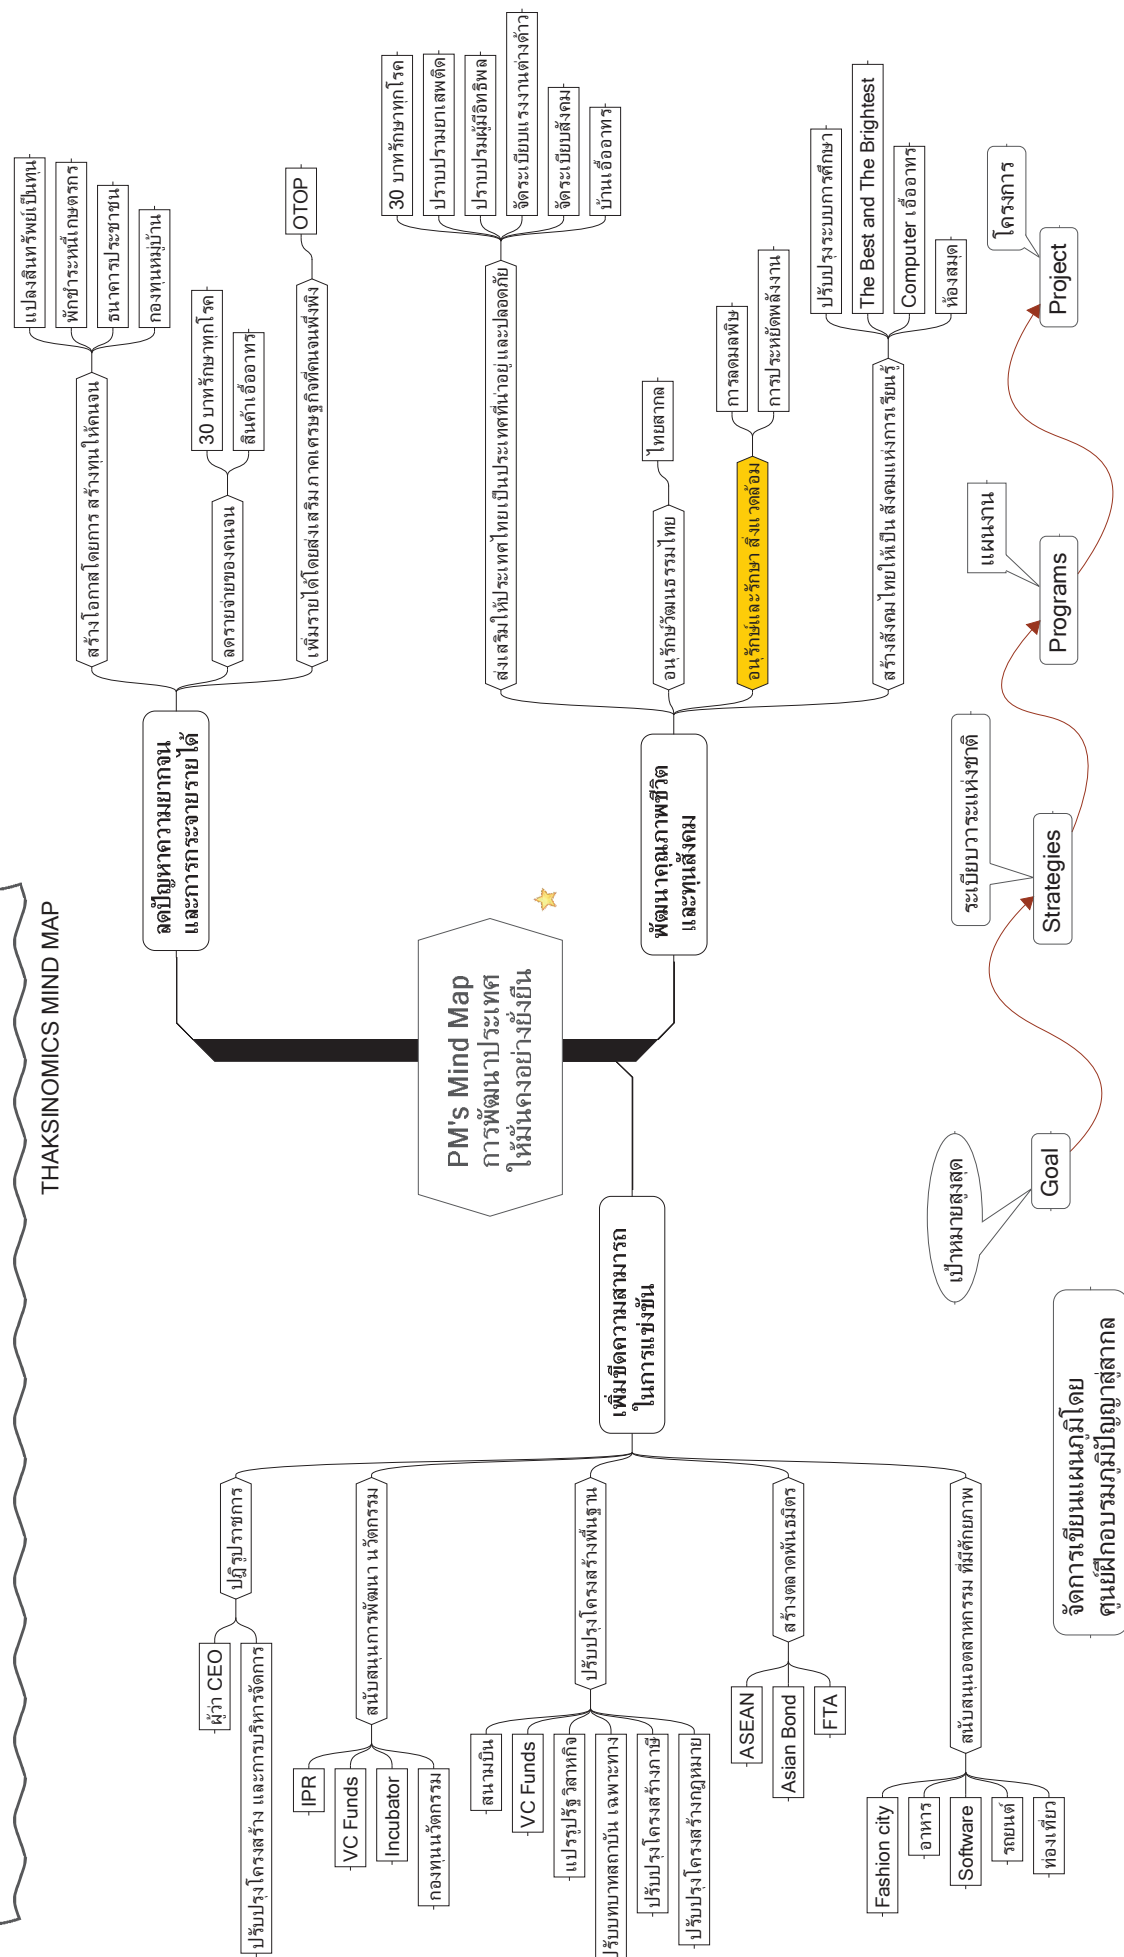 THAKSINOMICS MIND MAP
PM's Mind Map
การพัฒนาประเทศ
ให้มั่นคงอย่างยั่งยืน
ลดปัญหาความยากจน
และการกระจายรายได้
สร้างโอกาสโดยการ สร้างทุนให้คนจน
แปลงสินทรัพย์เป็นทุน
พักชำระหนี้เกษตรกร
ธนาคารประชาชน
กองทุนหมู่บ้าน
ลดรายจ่ายของคนจน
30 บาทรักษาทุกโรค
สินค้าเอื้ออาทร
เพิ่มรายได้โดยส่งเสริม ภาคเศรษฐกิจที่คนจนพึ่งพิง
OTOP
พัฒนาคุณภาพชีวิต
และทุนสังคม
ส่งเสริมให้ประเทศไทย เป็นประเทศที่น่าอยู่และปลอดภัย
30 บาทรักษาทุกโรค
ปราบปรามยาเสพติด
ปราบปรมผู้มีอิทธิพล
จัดระเบียบแรงงานต่างด้าว
จัดระเบียบสังคม
บ้านเอื้ออาทร
อนุรักษ์วัฒนธรรมไทย
ไทยสากล
อนุรักษ์และรักษา สิ่งแวดล้อม
การลดมลพิษ
การประหยัดพลังงาน
สร้างสังคมไทยให้เป็น สังคมแห่งการเรียนรู้
ปรับปรุงระบบการศึกษา
The Best and The Brightest
Computer เอื้ออาทร
ห้องสมุด
เพิ่มขีดความสามารถ
ในการแข่งขัน
ปฏิรูปราชการ
ผู้ว่า CEO
ปรับปรุงโครงสร้าง และการบริหารจัดการ
สนับสนุนการพัฒนา นวัตกรรม
IPR
VC Funds
Incubator
กองทุนนวัตกรรม
ปรับปรุงโครงสร้างพื้นฐาน
สนามบิน
VC Funds
แปรรูปรัฐวิสาหกิจ
ปรับบทบาทสถาบัน เฉพาะทาง
ปรับปรุงโครงสร้างภาษี
ปรับปรุงโครงสร้างกฎหมาย
สร้างตลาดพันธมิตร
ASEAN
Asian Bond
FTA
สนับสนุนอุตสาหกรรม ที่มีศักยภาพ
Fashion city
อาหาร
Software
รถยนต์
ท่องเที่ยว
เป้าหมายสูงสุด
Goal
ระเบียบวาระแห่งชาติ
Strategies
แผนงาน
Programs
โครงการ
Project
จัดการเขียนแผนภูมิโดย
ศูนย์ฝึกอบรมภูมิปัญญาสู่สากล